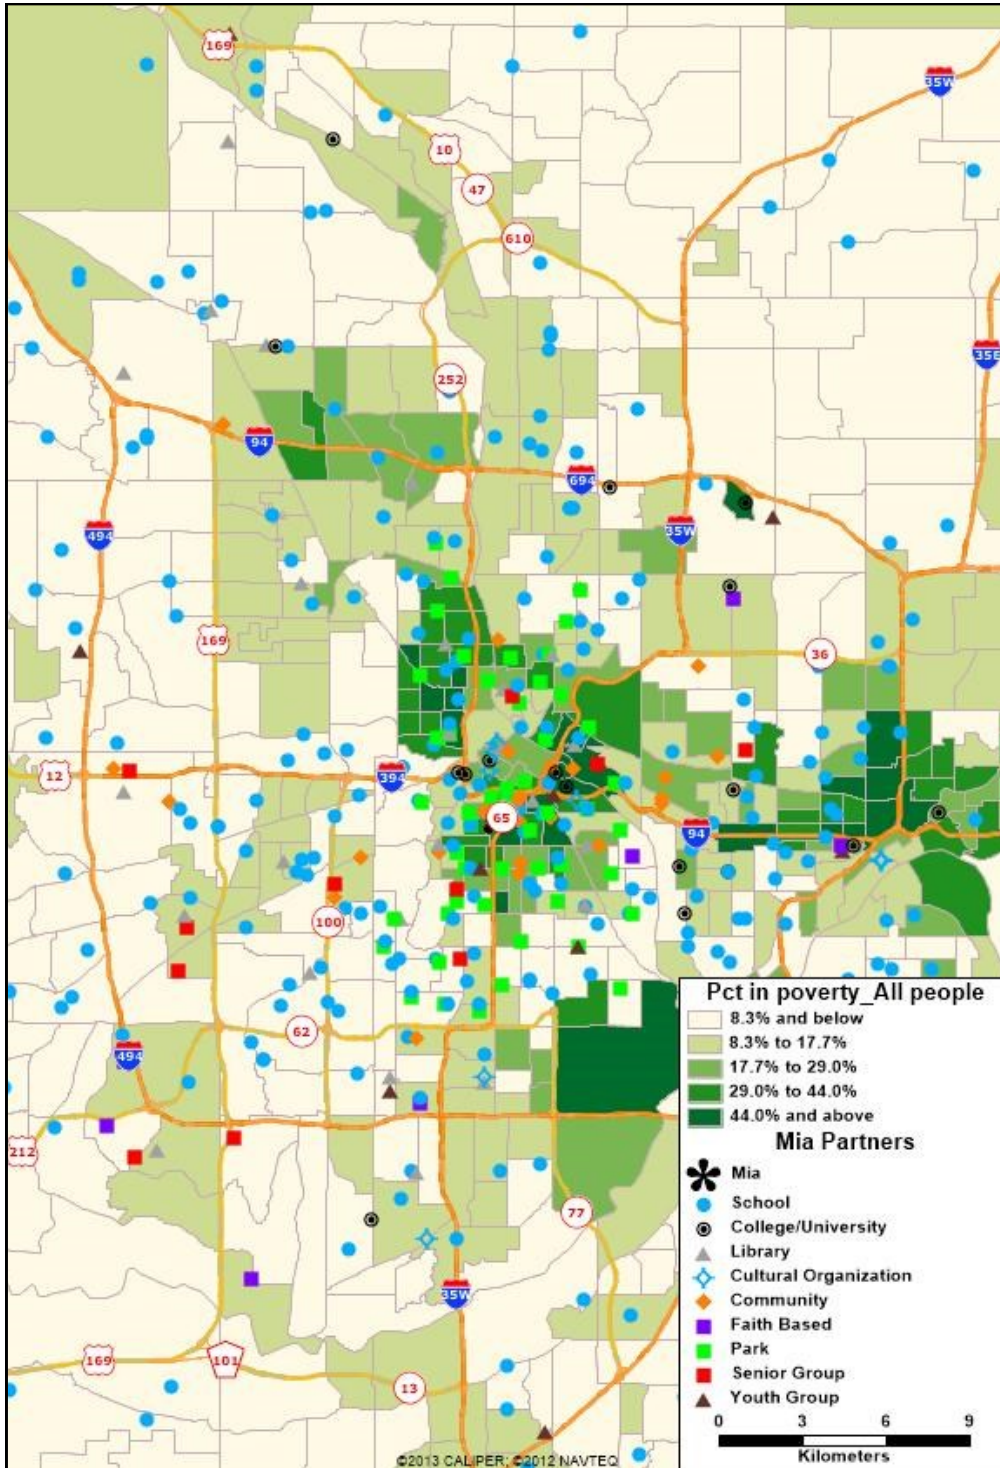 169
35W
10
47
610
35E
252
94
694
494
35W
169
36
12
394
65
94
100
Pct in poverty_All people
8.3% and below
8.3% to 17.7%
17.7% to 29.0%
29.0% to 44.0%
44.0% and above
Mia Partners
Mia
School
College/University
Library
Cultural Organization
Community
Faith Based
Park
Senior Group
Youth Group
0 3 6 9
Kilometers
62
494
212
77
35W
169
101
13
©2013 CALIPER; ©2012 NAVTEQ